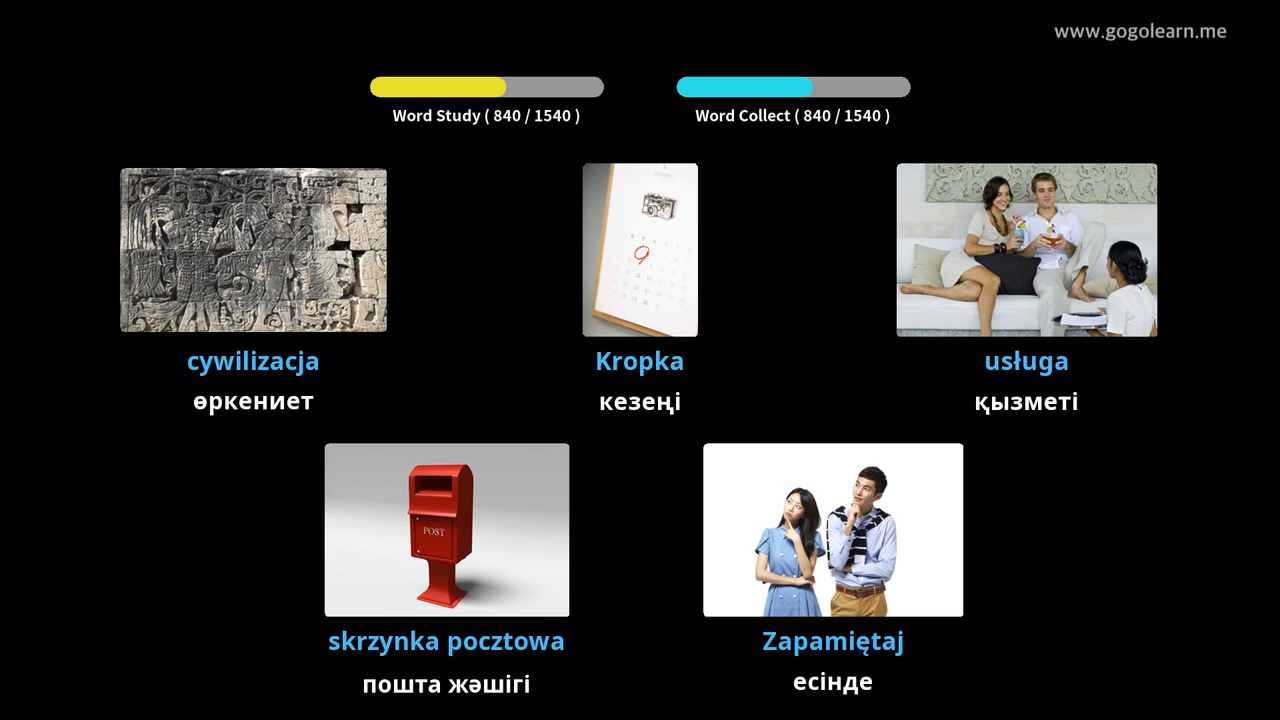 www.gogolearn.me
Word Study ( 840 / 1540 )
Word Collect ( 840 / 1540 )
cywilizacja
өркениет
Kropka
кезеңі
usługa
қызметі
POST
skrzynka pocztowa
пошта жәшігі
Zapamiętaj
есінде